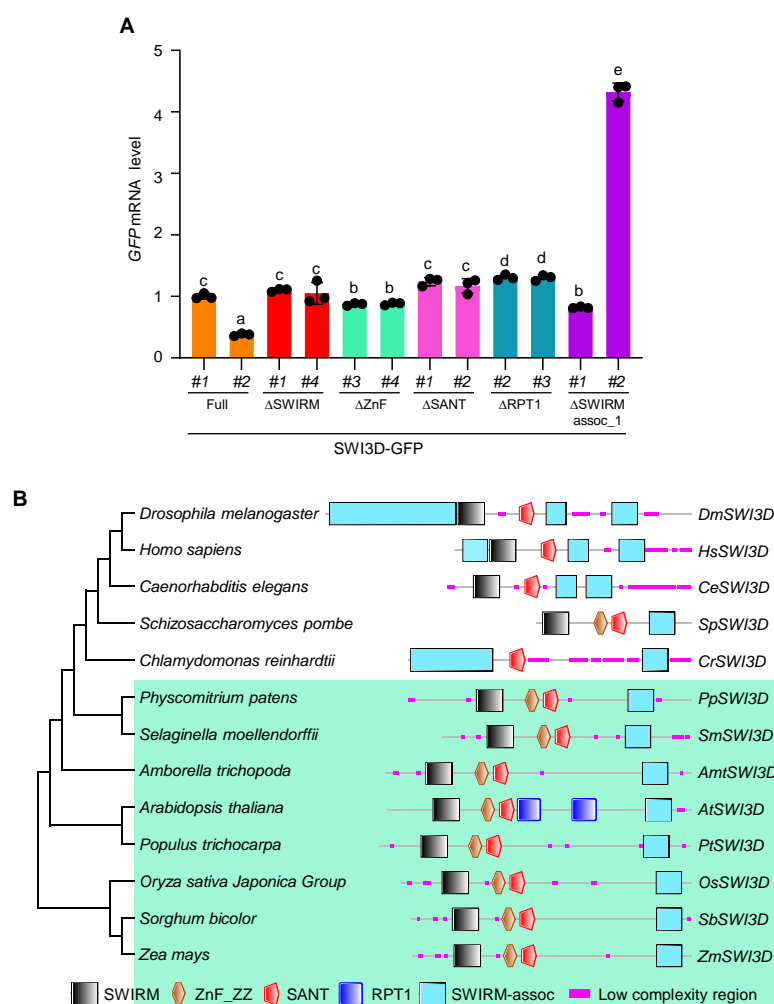 A
5
4
3
2
1
0
GFP mRNA level
c a c c b b c c d d b e
#1 #2 #1 #4 #3 #4 #1 #2 #2 #3 #1 #2
Full ΔSWIRM ΔZnF ΔSANT ΔRPT1 ΔSWIRM
assoc_1
SWI3D-GFP
B
Drosophila melanogaster DmSWI3D
Homo sapiens HsSWI3D
Caenorhabditis elegans CeSWI3D
Schizosaccharomyces pombe SpSWI3D
Chlamydomonas reinhardtii CrSWI3D
Physcomitrium patens PpSWI3D
Selaginella moellendorffii SmSWI3D
Amborella trichopoda AmtSWI3D
Arabidopsis thaliana AtSWI3D
Populus trichocarpa PtSWI3D
Oryza sativa Japonica Group OsSWI3D
Sorghum bicolor SbSWI3D
Zea mays ZmSWI3D
SWIRM ZnF_ZZ SANT RPT1 SWIRM-assoc Low complexity region